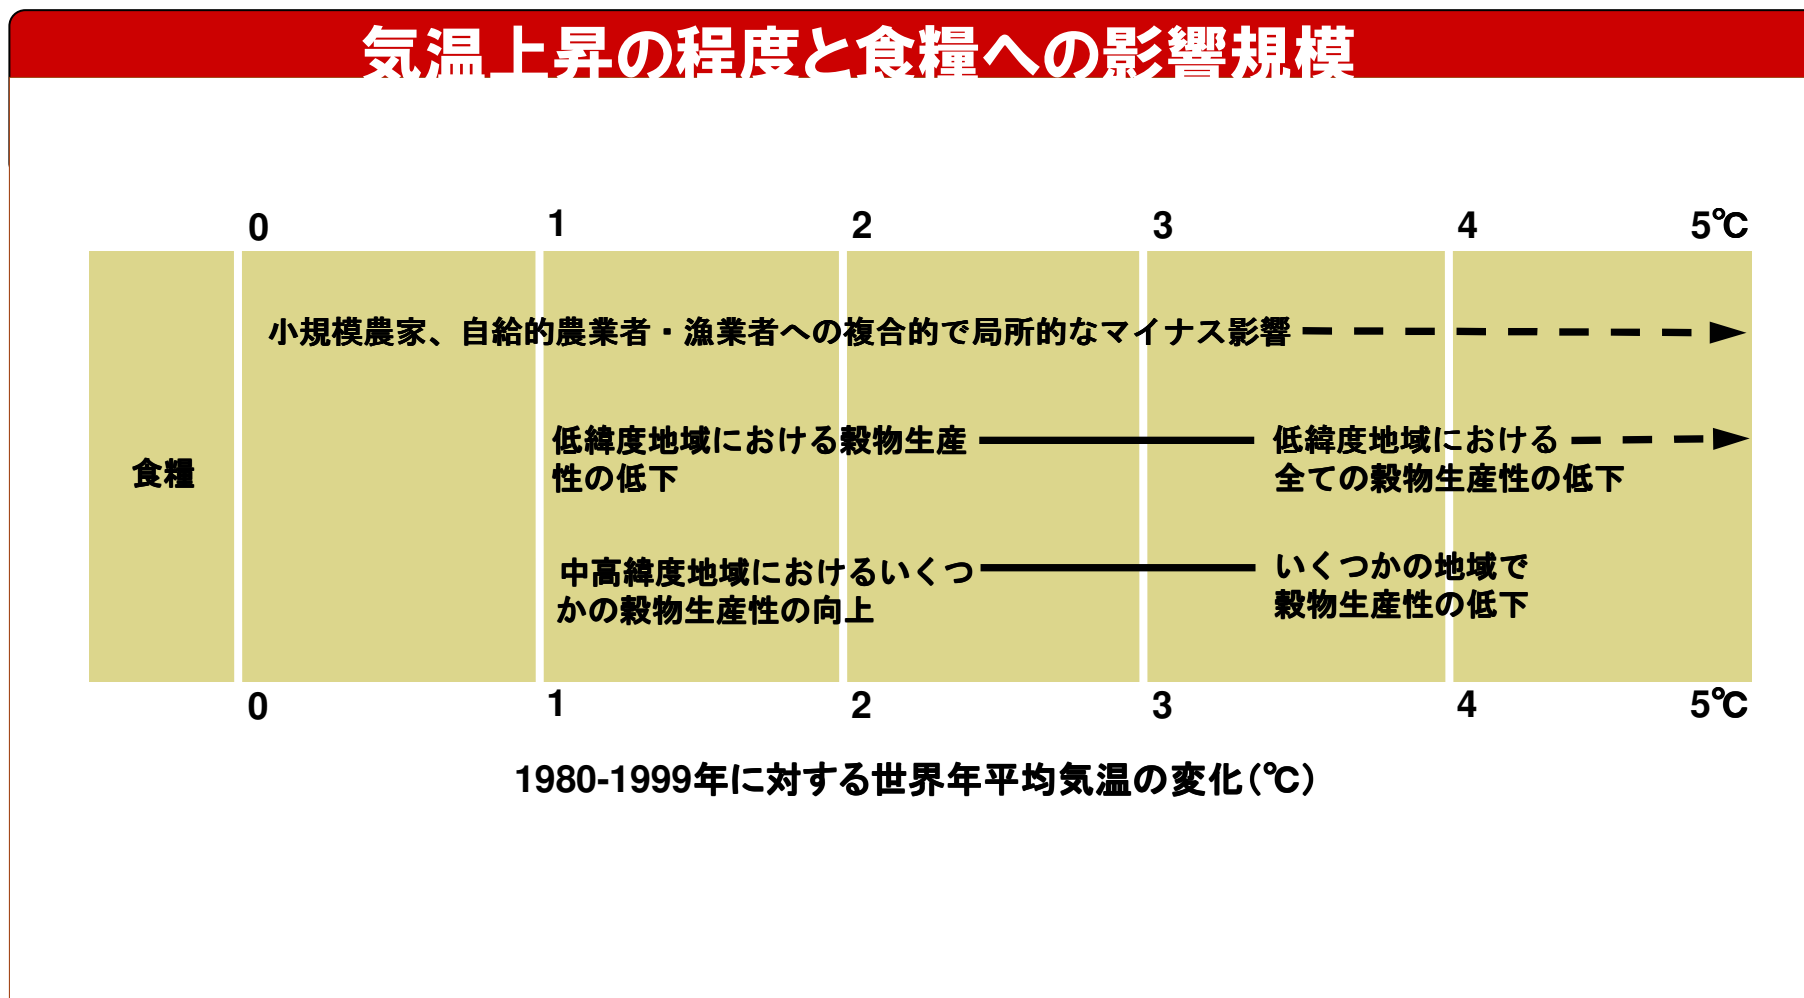 気温上昇の程度と食糧への影響規模
0 1 2 3 4 5℃
小規模農家、自給的農業者・漁業者への複合的で局所的なマイナス影響
食糧
低緯度地域における穀物生産
性の低下
低緯度地域における
全ての穀物生産性の低下
中高緯度地域におけるいくつ
かの穀物生産性の向上
いくつかの地域で
穀物生産性の低下
0 1 2 3 4 5℃
1980-1999年に対する世界年平均気温の変化(℃)